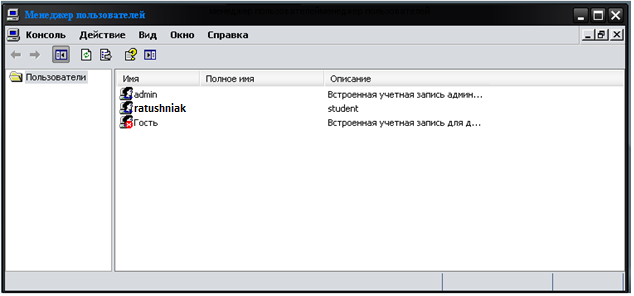 Менеджер пользователей
Консоль Действие Вид Окно Справка
Пользователи
Имя Полное имя Описание
admin Встроенная учетная запись админ...
ratushniak student
Гость Встроенная учетная запись для д...